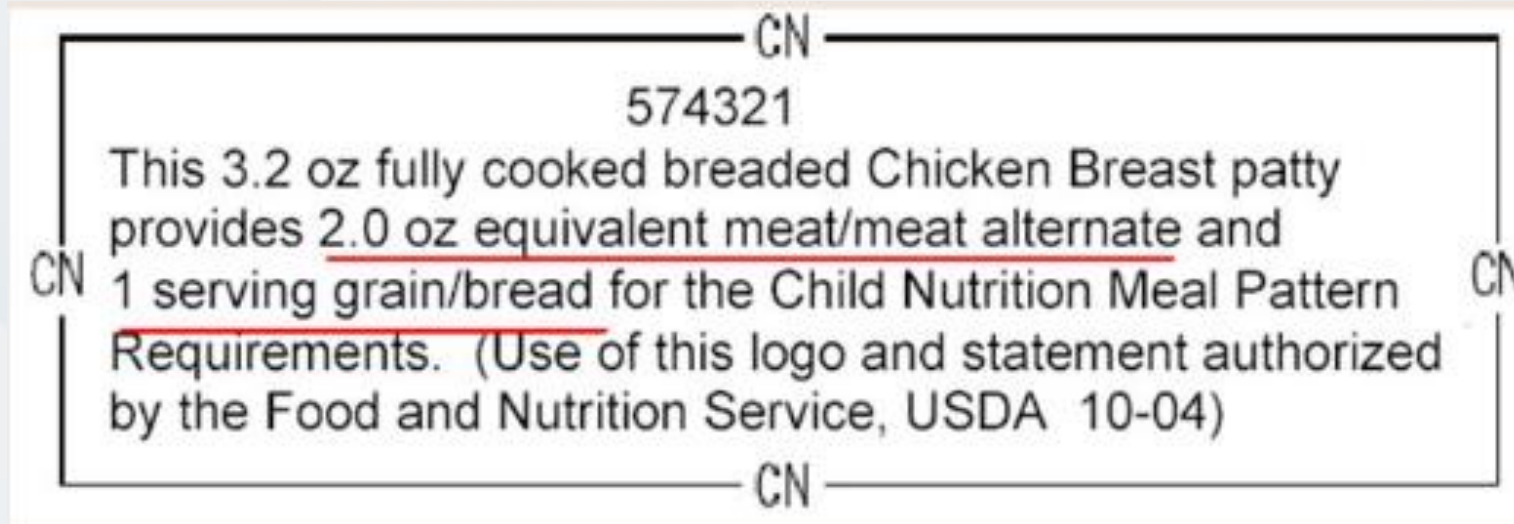 CN
574321
This 3.2 oz fully cooked breaded Chicken Breast patty
provides 2.0 oz equivalent meat/meat alternate and
CN
1 serving grain/bread for the Child Nutrition Meal Pattern
CN
Requirements. (Use of this logo and statement authorized
by the Food and Nutrition Service, USDA 10-04)
CN